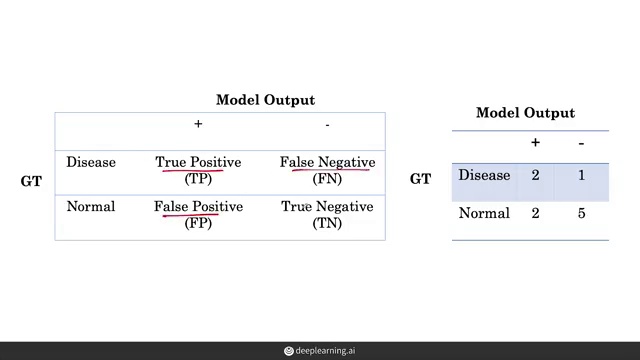 Model Output
+ -
GT
Disease True Positive False Negative
(TP) (FN)
Normal False Positive True Negative
(FP) (TN)
Model Output
+ -
GT
Disease 2 1
Normal 2 5
deeplearning.ai